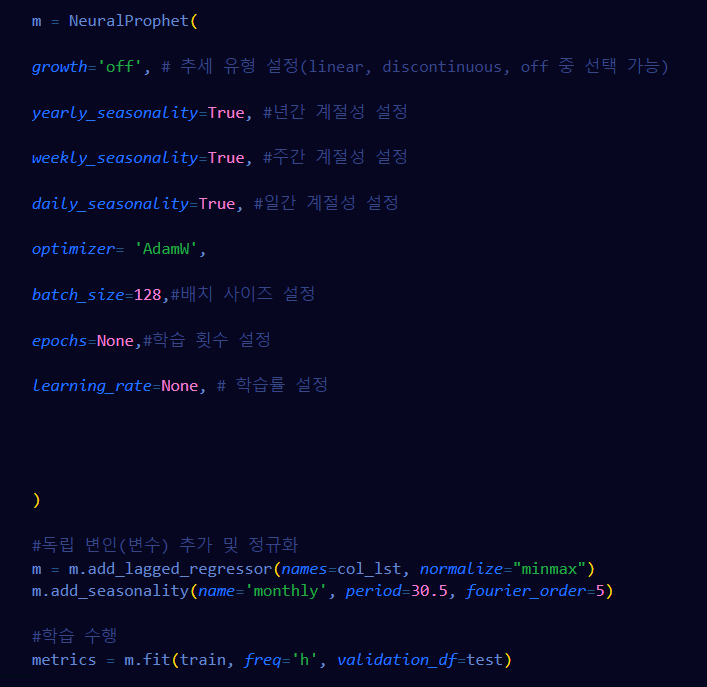 m = NeuralProphet(
growth='off', # 추세 유형 설정(linear, discontinuous, off 중 선택 가능)
yearly_seasonality=True, #년간 계절성 설정
weekly_seasonality=True, #주간 계절성 설정
daily_seasonality=True, #일간 계절성 설정
optimizer= 'AdamW',
batch_size=128,#배치 사이즈 설정
epochs=None,#학습 횟수 설정
learning_rate=None, # 학습률 설정
)
#독립 변인(변수) 추가 및 정규화
m = m.add_lagged_regressor(names=col_lst, normalize="minmax")
m.add_seasonality(name='monthly', period=30.5, fourier_order=5)
#학습 수행
metrics = m.fit(train, freq='h', validation_df=test)